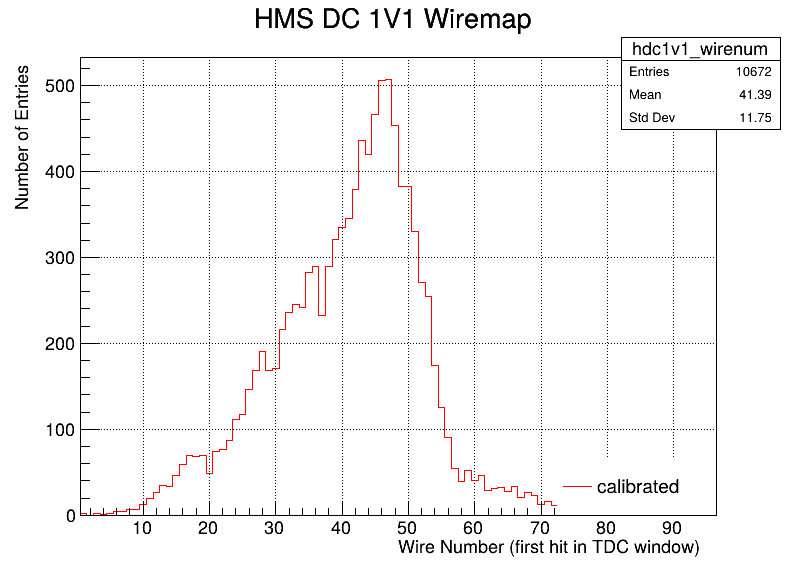 HMS DC 1V1 Wiremap
hdc1v1_wirenum
Entries 10672
Mean 41.39
Std Dev 11.75
Number of Entries
500
400
300
200
100
0
calibrated
10 20 30 40 50 60 70 80 90
Wire Number (first hit in TDC window)